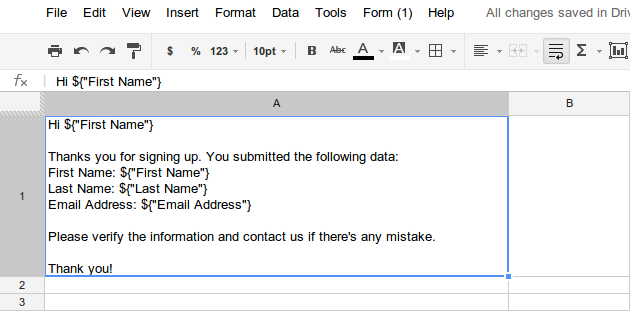 File Edit View Insert Format Data Tools Form (1) Help All changes saved in Driv
$ % 123 10pt B Abc A A Σ
fx Hi ${"First Name"}
A B
1
Hi ${"First Name"}
Thanks you for signing up. You submitted the following data:
First Name: ${"First Name"}
Last Name: ${"Last Name"}
Email Address: ${"Email Address"}
Please verify the information and contact us if there's any mistake.
Thank you!
2
3